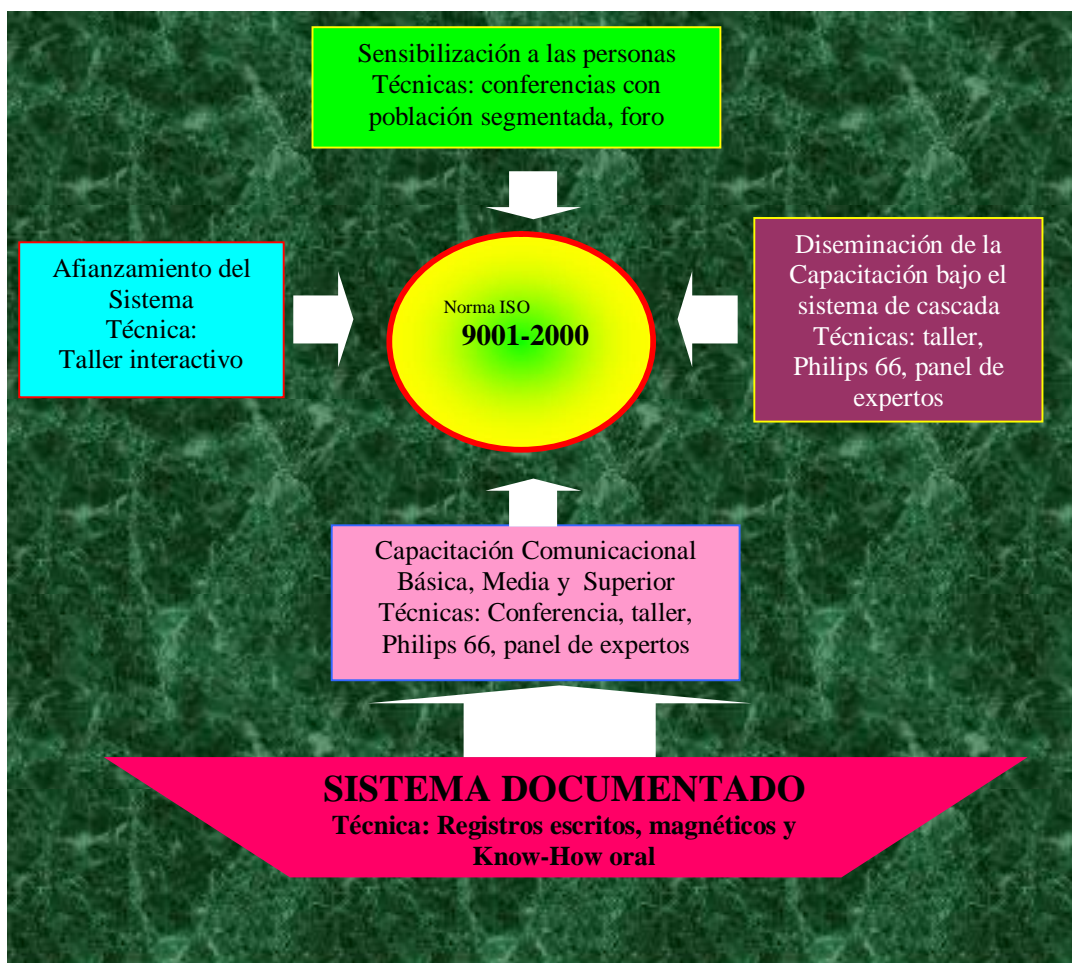 Sensibilización a las personas
Técnicas: conferencias con
población segmentada, foro
Afianzamiento del
Sistema
Técnica:
Taller interactivo
Norma ISO
9001-2000
Diseminación de la
Capacitación bajo el
sistema de cascada
Técnicas: taller,
Philips 66, panel de
expertos
Capacitación Comunicacional
Básica, Media y Superior
Técnicas: Conferencia, taller,
Philips 66, panel de expertos
SISTEMA DOCUMENTADO
Técnica: Registros escritos, magnéticos y
Know-How oral